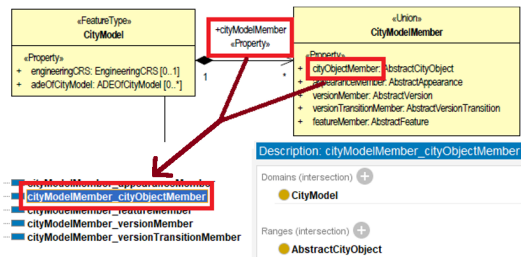 «FeatureType»
CityModel
«Property»
+ engineeringCRS: EngineeringCRS [0..1]
+ adeOfCityModel: ADEOfCityModel [0..*]
+cityModelMember
«Property»
1
*
«Union»
CityModelMember
«Property»
+ cityObjectMember: AbstractCityObject
+ appearanceMember: AbstractAppearance
+ versionMember: AbstractVersion
+ versionTransitionMember: AbstractVersionTransition
+ featureMember: AbstractFeature
cityModelMember_appearanceMember
cityModelMember_cityObjectMember
cityModelMember_featureMember
cityModelMember_versionMember
cityModelMember_versionTransitionMember
Description: cityModelMember_cityObjectMember
Domains (intersection)
CityModel
Ranges (intersection)
AbstractCityObject